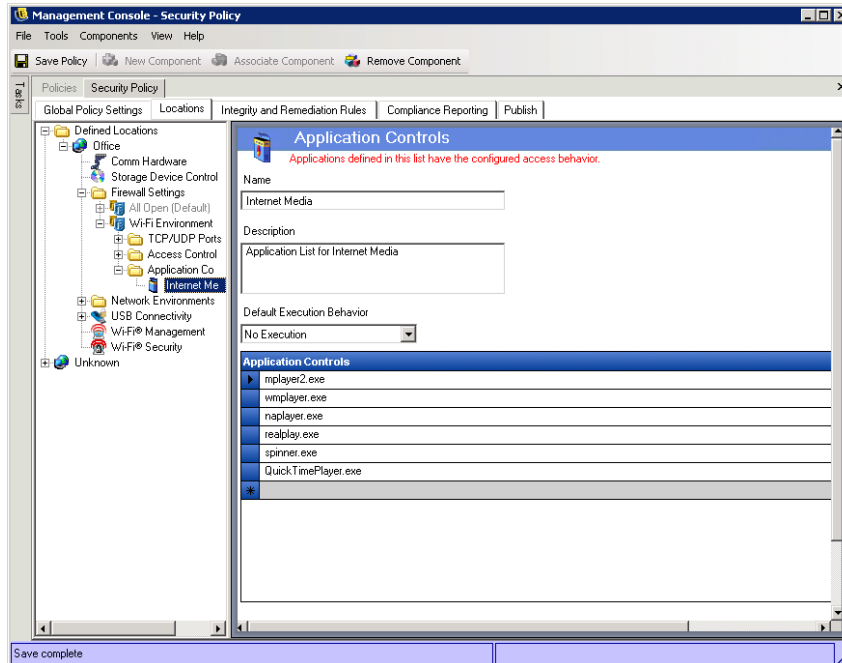 Management Console - Security Policy
File Tools Components View Help
Save Policy New Component Associate Component Remove Component
Tasks
Policies Security Policy
Global Policy Settings Locations Integrity and Remediation Rules Compliance Reporting Publish
Defined Locations
Office
Comm Hardware
Storage Device Control
Firewall Settings
All Open (Default)
Wi-Fi Environment
TCP/UDP Ports
Access Control
Application Co
Internet Me
Network Environments
USB Connectivity
Wi-Fi® Management
Wi-Fi® Security
Unknown
Application Controls
Applications defined in this list have the configured access behavior.
Name
Internet Media
Description
Application List for Internet Media
Default Execution Behavior
No Execution
Application Controls
mplayer2.exe
wmplayer.exe
naplayer.exe
realplay.exe
spinner.exe
QuickTimePlayer.exe
Save complete